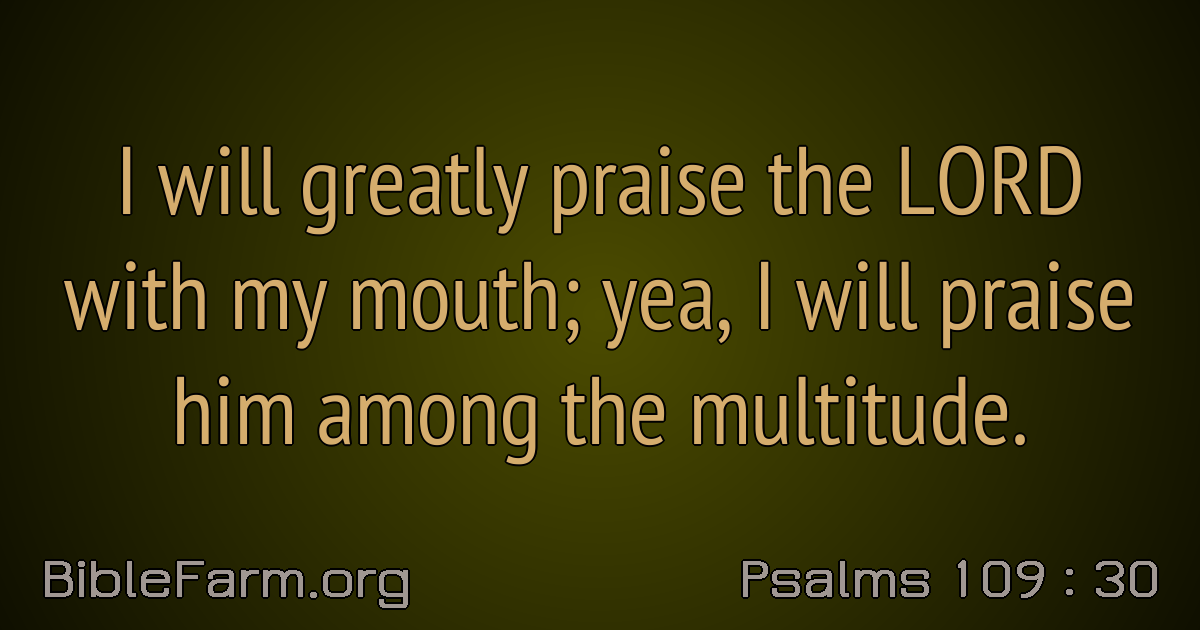 I will greatly praise the LORD
with my mouth; yea, I will praise
him among the multitude.
BibleFarm.org
Psalms 109 : 30